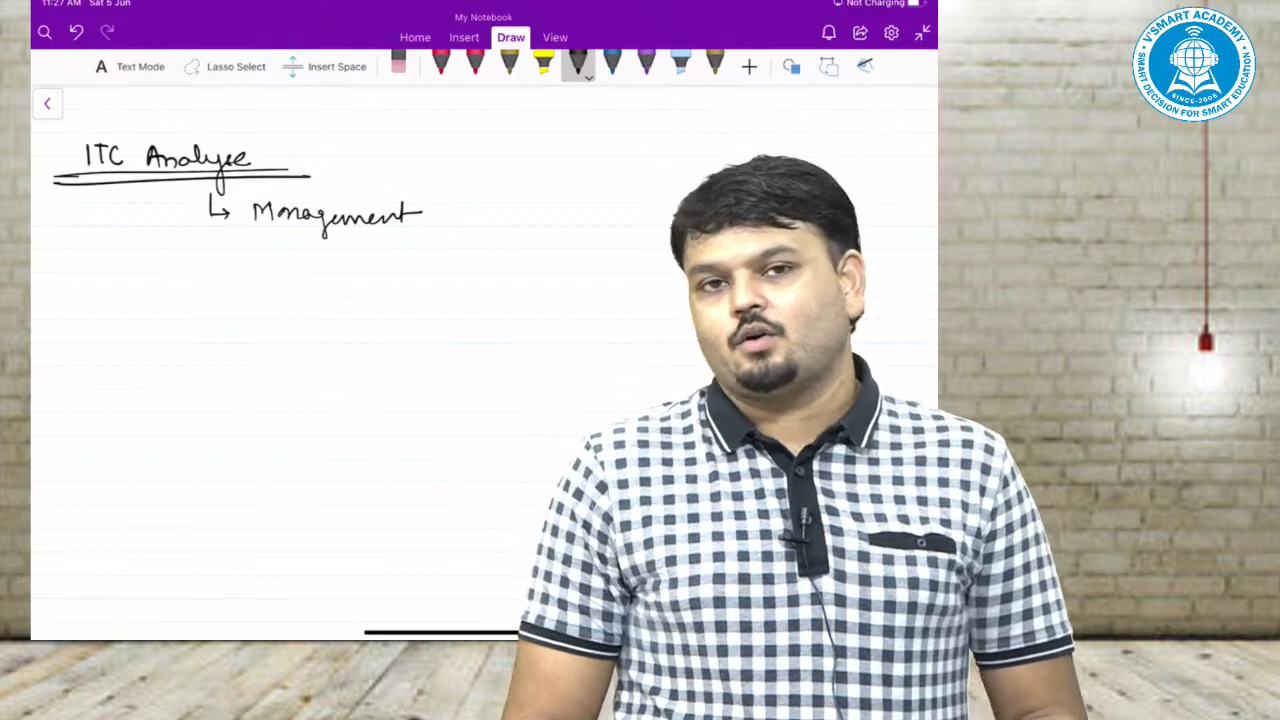 11:27 AM Sat 5 Jun
Not Charging
My Notebook
Home Insert Draw View
A Text Mode Lasso Select Insert Space
ITC Analyse
↳ Management
V'SMART ACADEMY
SINCE-2005
SMART DECISION FOR SMART EDUCATION